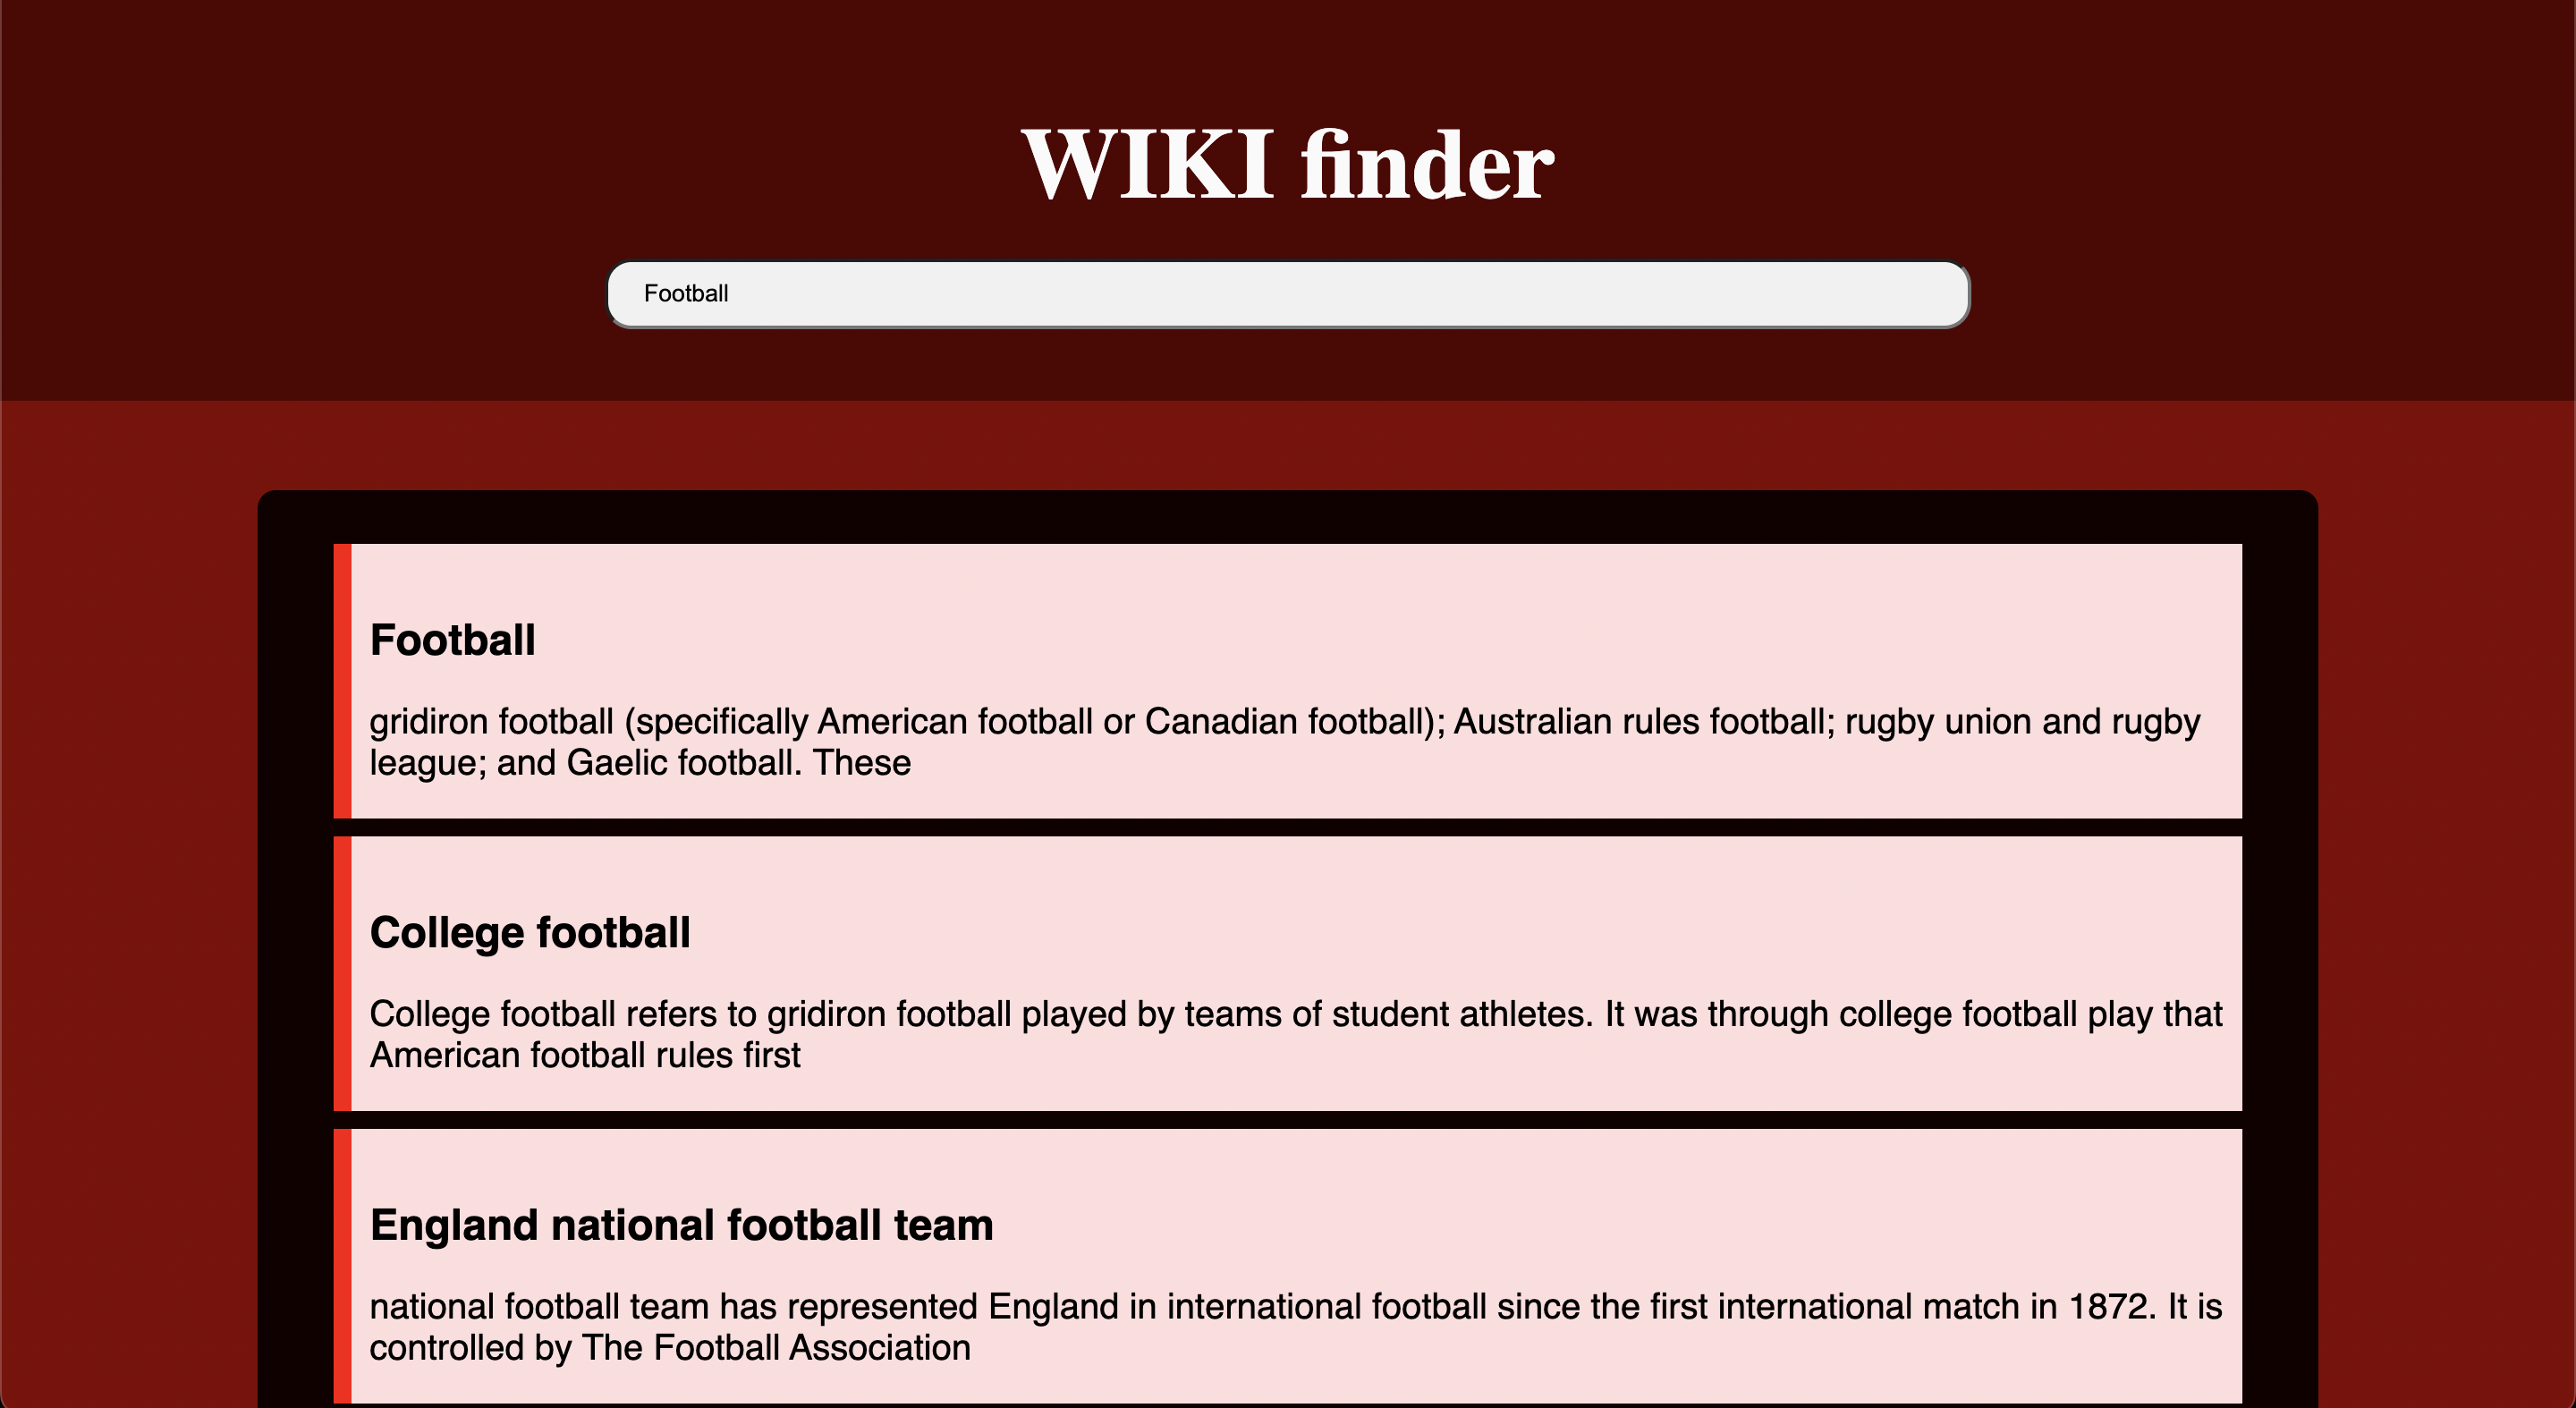 WIKI finder
Football
Football
gridiron football (specifically American football or Canadian football); Australian rules football; rugby union and rugby
league; and Gaelic football. These
College football
College football refers to gridiron football played by teams of student athletes. It was through college football play that
American football rules first
England national football team
national football team has represented England in international football since the first international match in 1872. It is
controlled by The Football Association